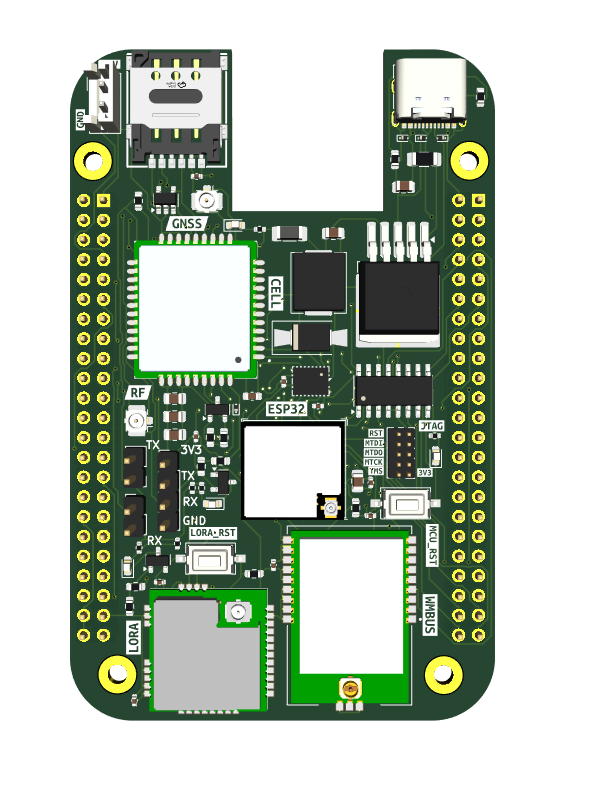 GND
GNSS
CELL
RF
ESP32
JTAG
RST
MTDI
MTDO
MTCK
YMS
3V3
TX
3V3
TX
RX
GND
LORA_RST
RX
MCU_RST
LORA
WMBUS